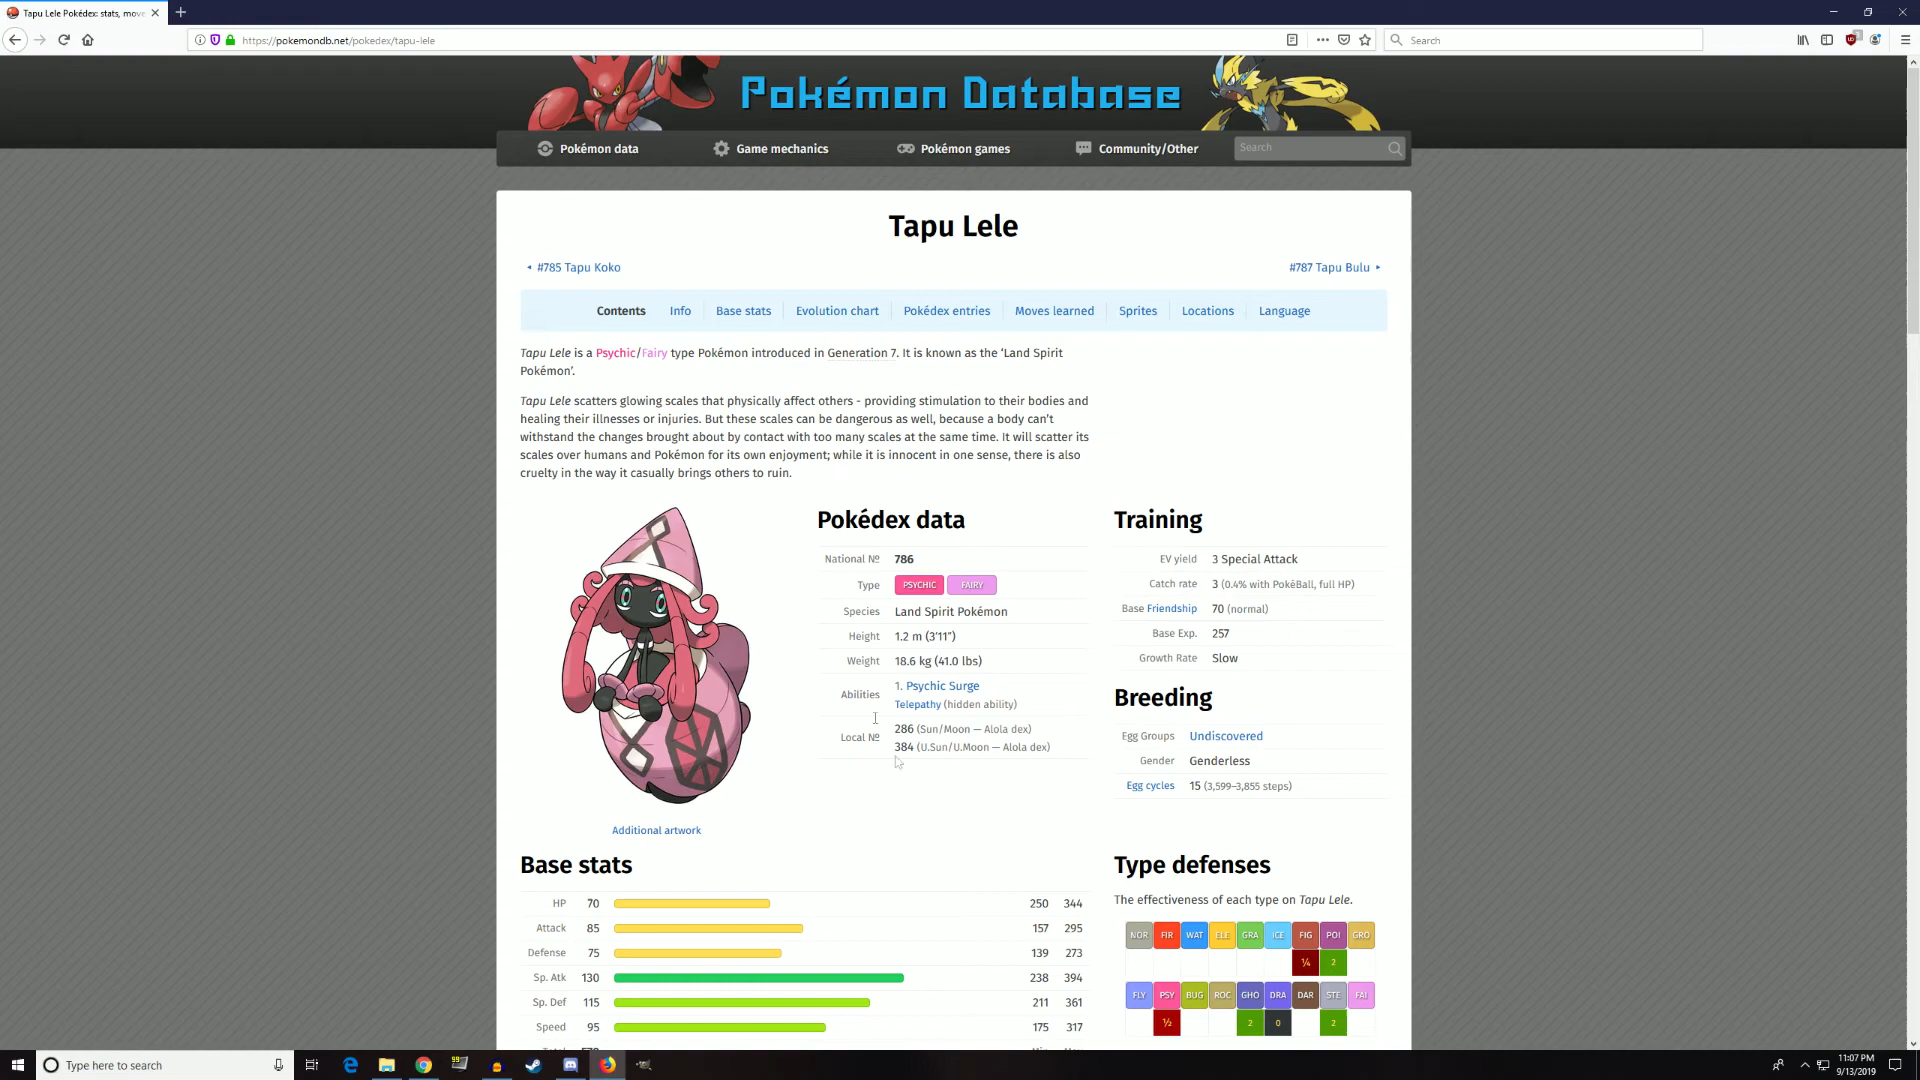 Tapu Lele Pokédex: stats, move
https://pokemondb.net/pokedex/tapu-lele
Search
Pokémon Database
Pokémon data
Game mechanics
Pokémon games
Community/Other
Search
Tapu Lele
#785 Tapu Koko
#787 Tapu Bulu
Contents Info Base stats Evolution chart Pokédex entries Moves learned Sprites Locations Language
Tapu Lele is a Psychic/Fairy type Pokémon introduced in Generation 7. It is known as the ‘Land Spirit
Pokémon’.
Tapu Lele scatters glowing scales that physically affect others - providing stimulation to their bodies and
healing their illnesses or injuries. But these scales can be dangerous as well, because a body can’t
withstand the changes brought about by contact with too many scales at the same time. It will scatter its
scales over humans and Pokémon for its own enjoyment; while it is innocent in one sense, there is also
cruelty in the way it casually brings others to ruin.
Additional artwork
Pokédex data
National № 786
Type PSYCHIC FAIRY
Species Land Spirit Pokémon
Height 1.2 m (3′11″)
Weight 18.6 kg (41.0 lbs)
Abilities 1. Psychic Surge
Telepathy (hidden ability)
Local № 286 (Sun/Moon — Alola dex)
384 (U.Sun/U.Moon — Alola dex)
Training
EV yield 3 Special Attack
Catch rate 3 (0.4% with PokéBall, full HP)
Base Friendship 70 (normal)
Base Exp. 257
Growth Rate Slow
Breeding
Egg Groups Undiscovered
Gender Genderless
Egg cycles 15 (3,599–3,855 steps)
Base stats
HP 70 250 344
Attack 85 157 295
Defense 75 139 273
Sp. Atk 130 238 394
Sp. Def 115 211 361
Speed 95 175 317
Type defenses
The effectiveness of each type on Tapu Lele.
NOR FIR WAT ELE GRA ICE FIG POI GRO
¼ 2
FLY PSY BUG ROC GHO DRA DAR STE FAI
½ 2 0 2
Type here to search
11:07 PM
9/13/2019